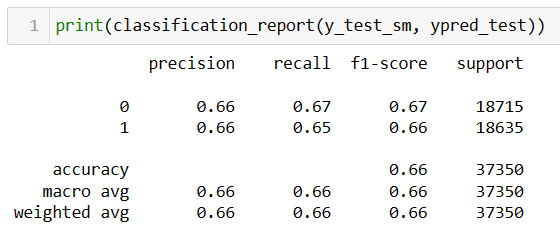 1 print(classification_report(y_test_sm, ypred_test))
precision recall f1-score support
0 0.66 0.67 0.67 18715
1 0.66 0.65 0.66 18635
accuracy 0.66 37350
macro avg 0.66 0.66 0.66 37350
weighted avg 0.66 0.66 0.66 37350